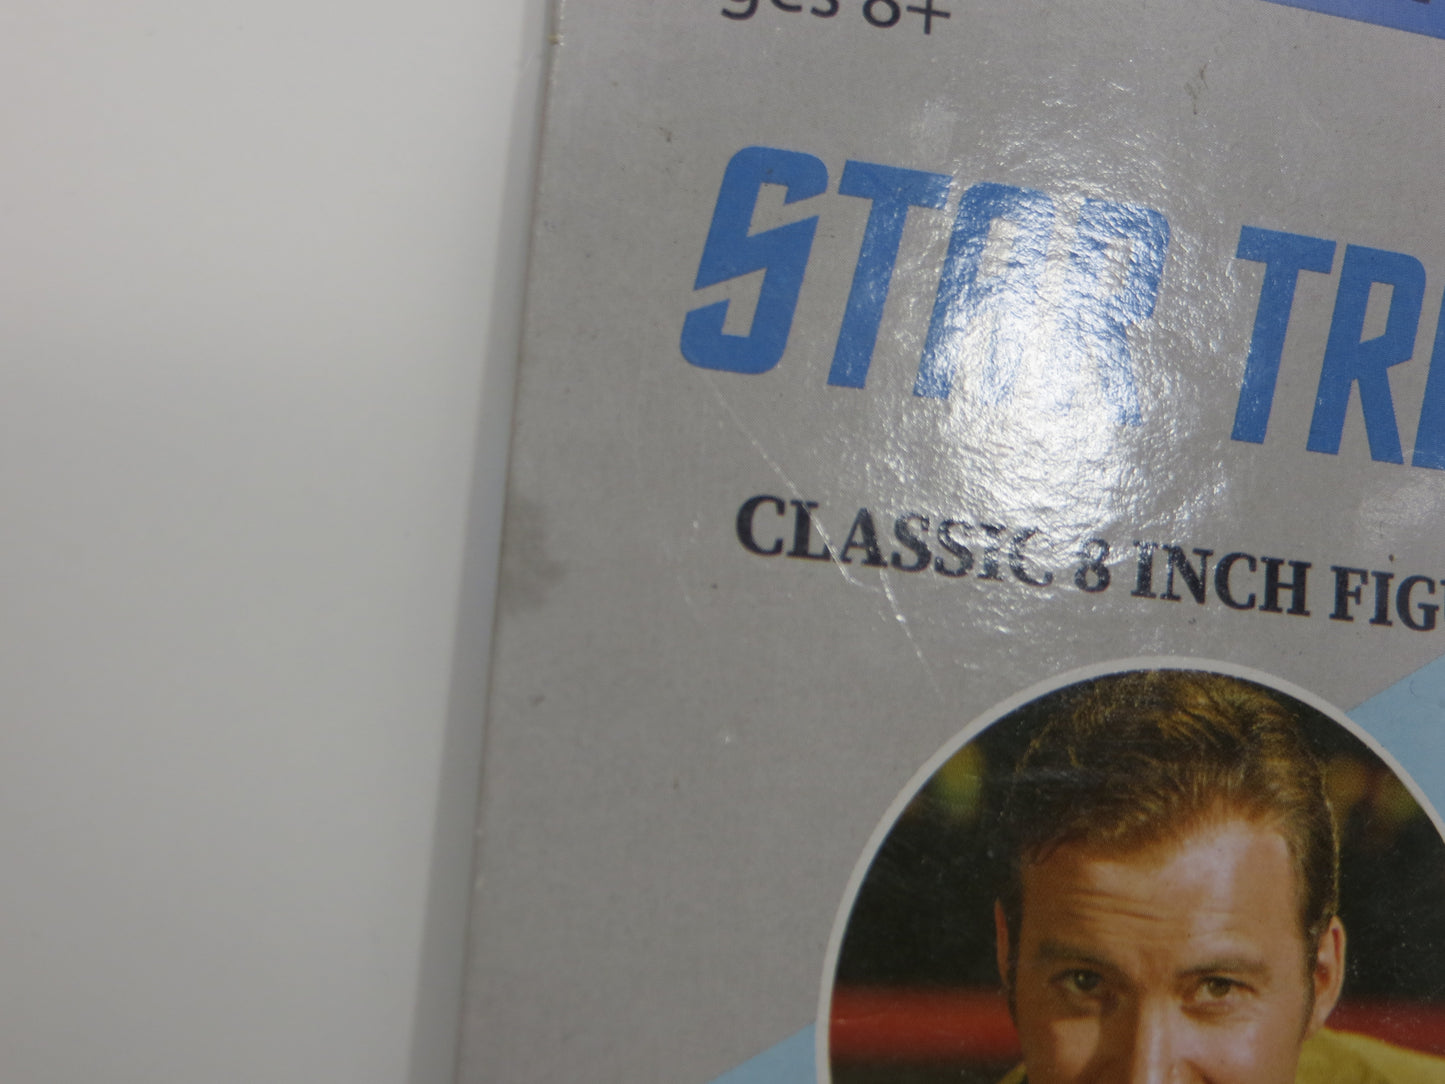 ges 8+
STAR TRE
CLASSIC 8 INCH FIG